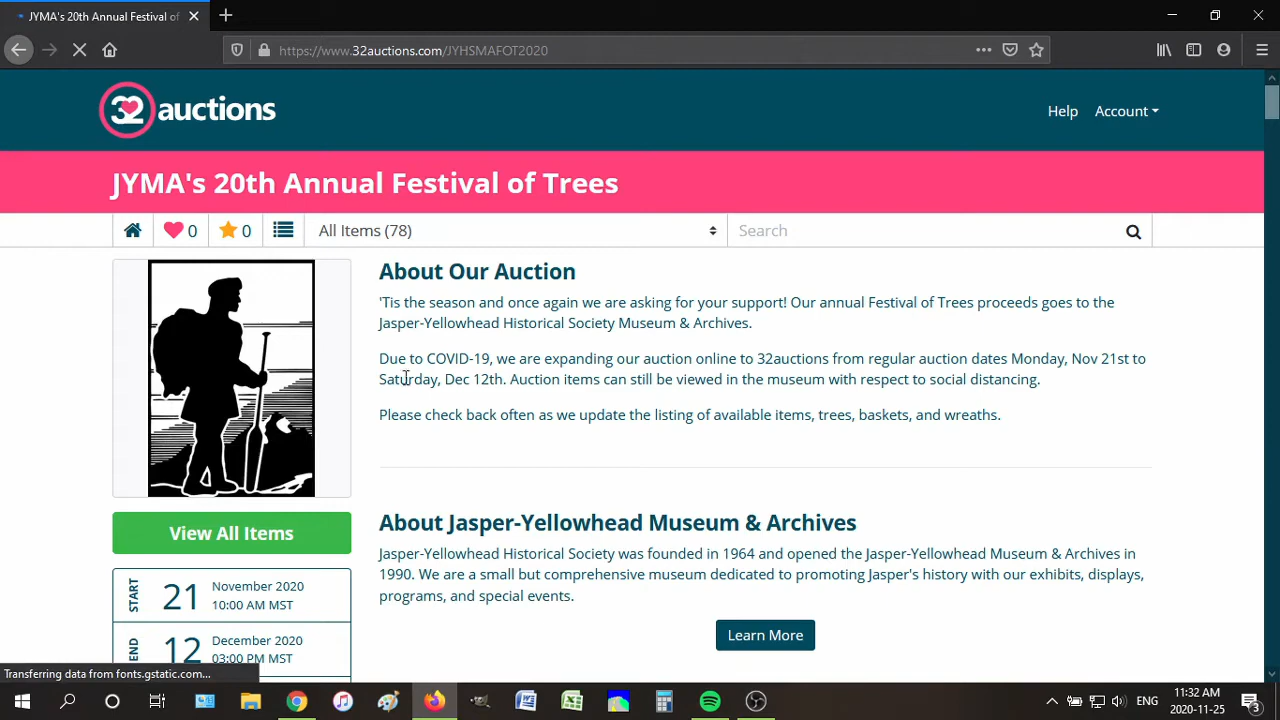 JYMA's 20th Annual Festival of
https://www.32auctions.com/JYHSMAFOT2020
32 auctions
Help Account
JYMA's 20th Annual Festival of Trees
0 0 All Items (78) Search
About Our Auction
'Tis the season and once again we are asking for your support! Our annual Festival of Trees proceeds goes to the
Jasper-Yellowhead Historical Society Museum & Archives.
Due to COVID-19, we are expanding our auction online to 32auctions from regular auction dates Monday, Nov 21st to
Saturday, Dec 12th. Auction items can still be viewed in the museum with respect to social distancing.
Please check back often as we update the listing of available items, trees, baskets, and wreaths.
View All Items
About Jasper-Yellowhead Museum & Archives
Jasper-Yellowhead Historical Society was founded in 1964 and opened the Jasper-Yellowhead Museum & Archives in
1990. We are a small but comprehensive museum dedicated to promoting Jasper's history with our exhibits, displays,
programs, and special events.
Learn More
START 21 November 2020
10:00 AM MST
END 12 December 2020
03:00 PM MST
Transferring data from fonts.gstatic.com...
ENG 11:32 AM
2020-11-25
3